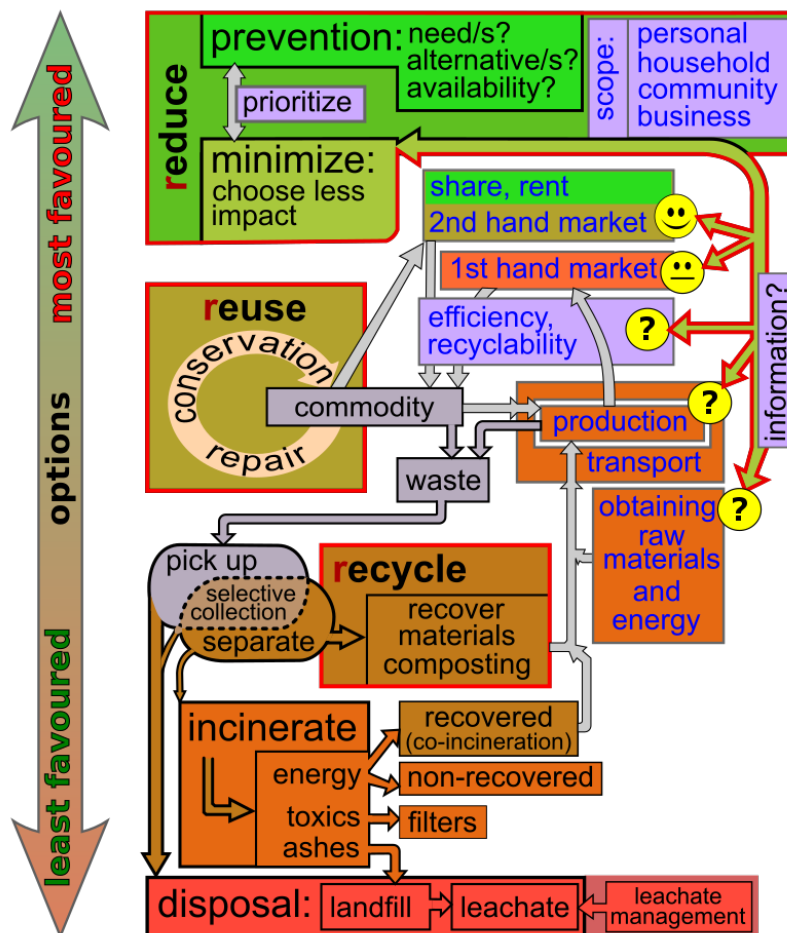 most favoured
options
least favoured
reduce
prevention:
need/s?
alternative/s?
availability?
scope:
personal
household
community
business
prioritize
minimize:
choose less
impact
share, rent
2nd hand market
1st hand market
efficiency,
recyclability
?
information?
reuse
conservation
repair
commodity
production
?
transport
waste
obtaining
raw
materials
and
energy
?
pick up
selective
collection
separate
recycle
recover
materials
composting
incinerate
energy
toxics
ashes
recovered
(co-incineration)
non-recovered
filters
disposal:
landfill
leachate
leachate
management